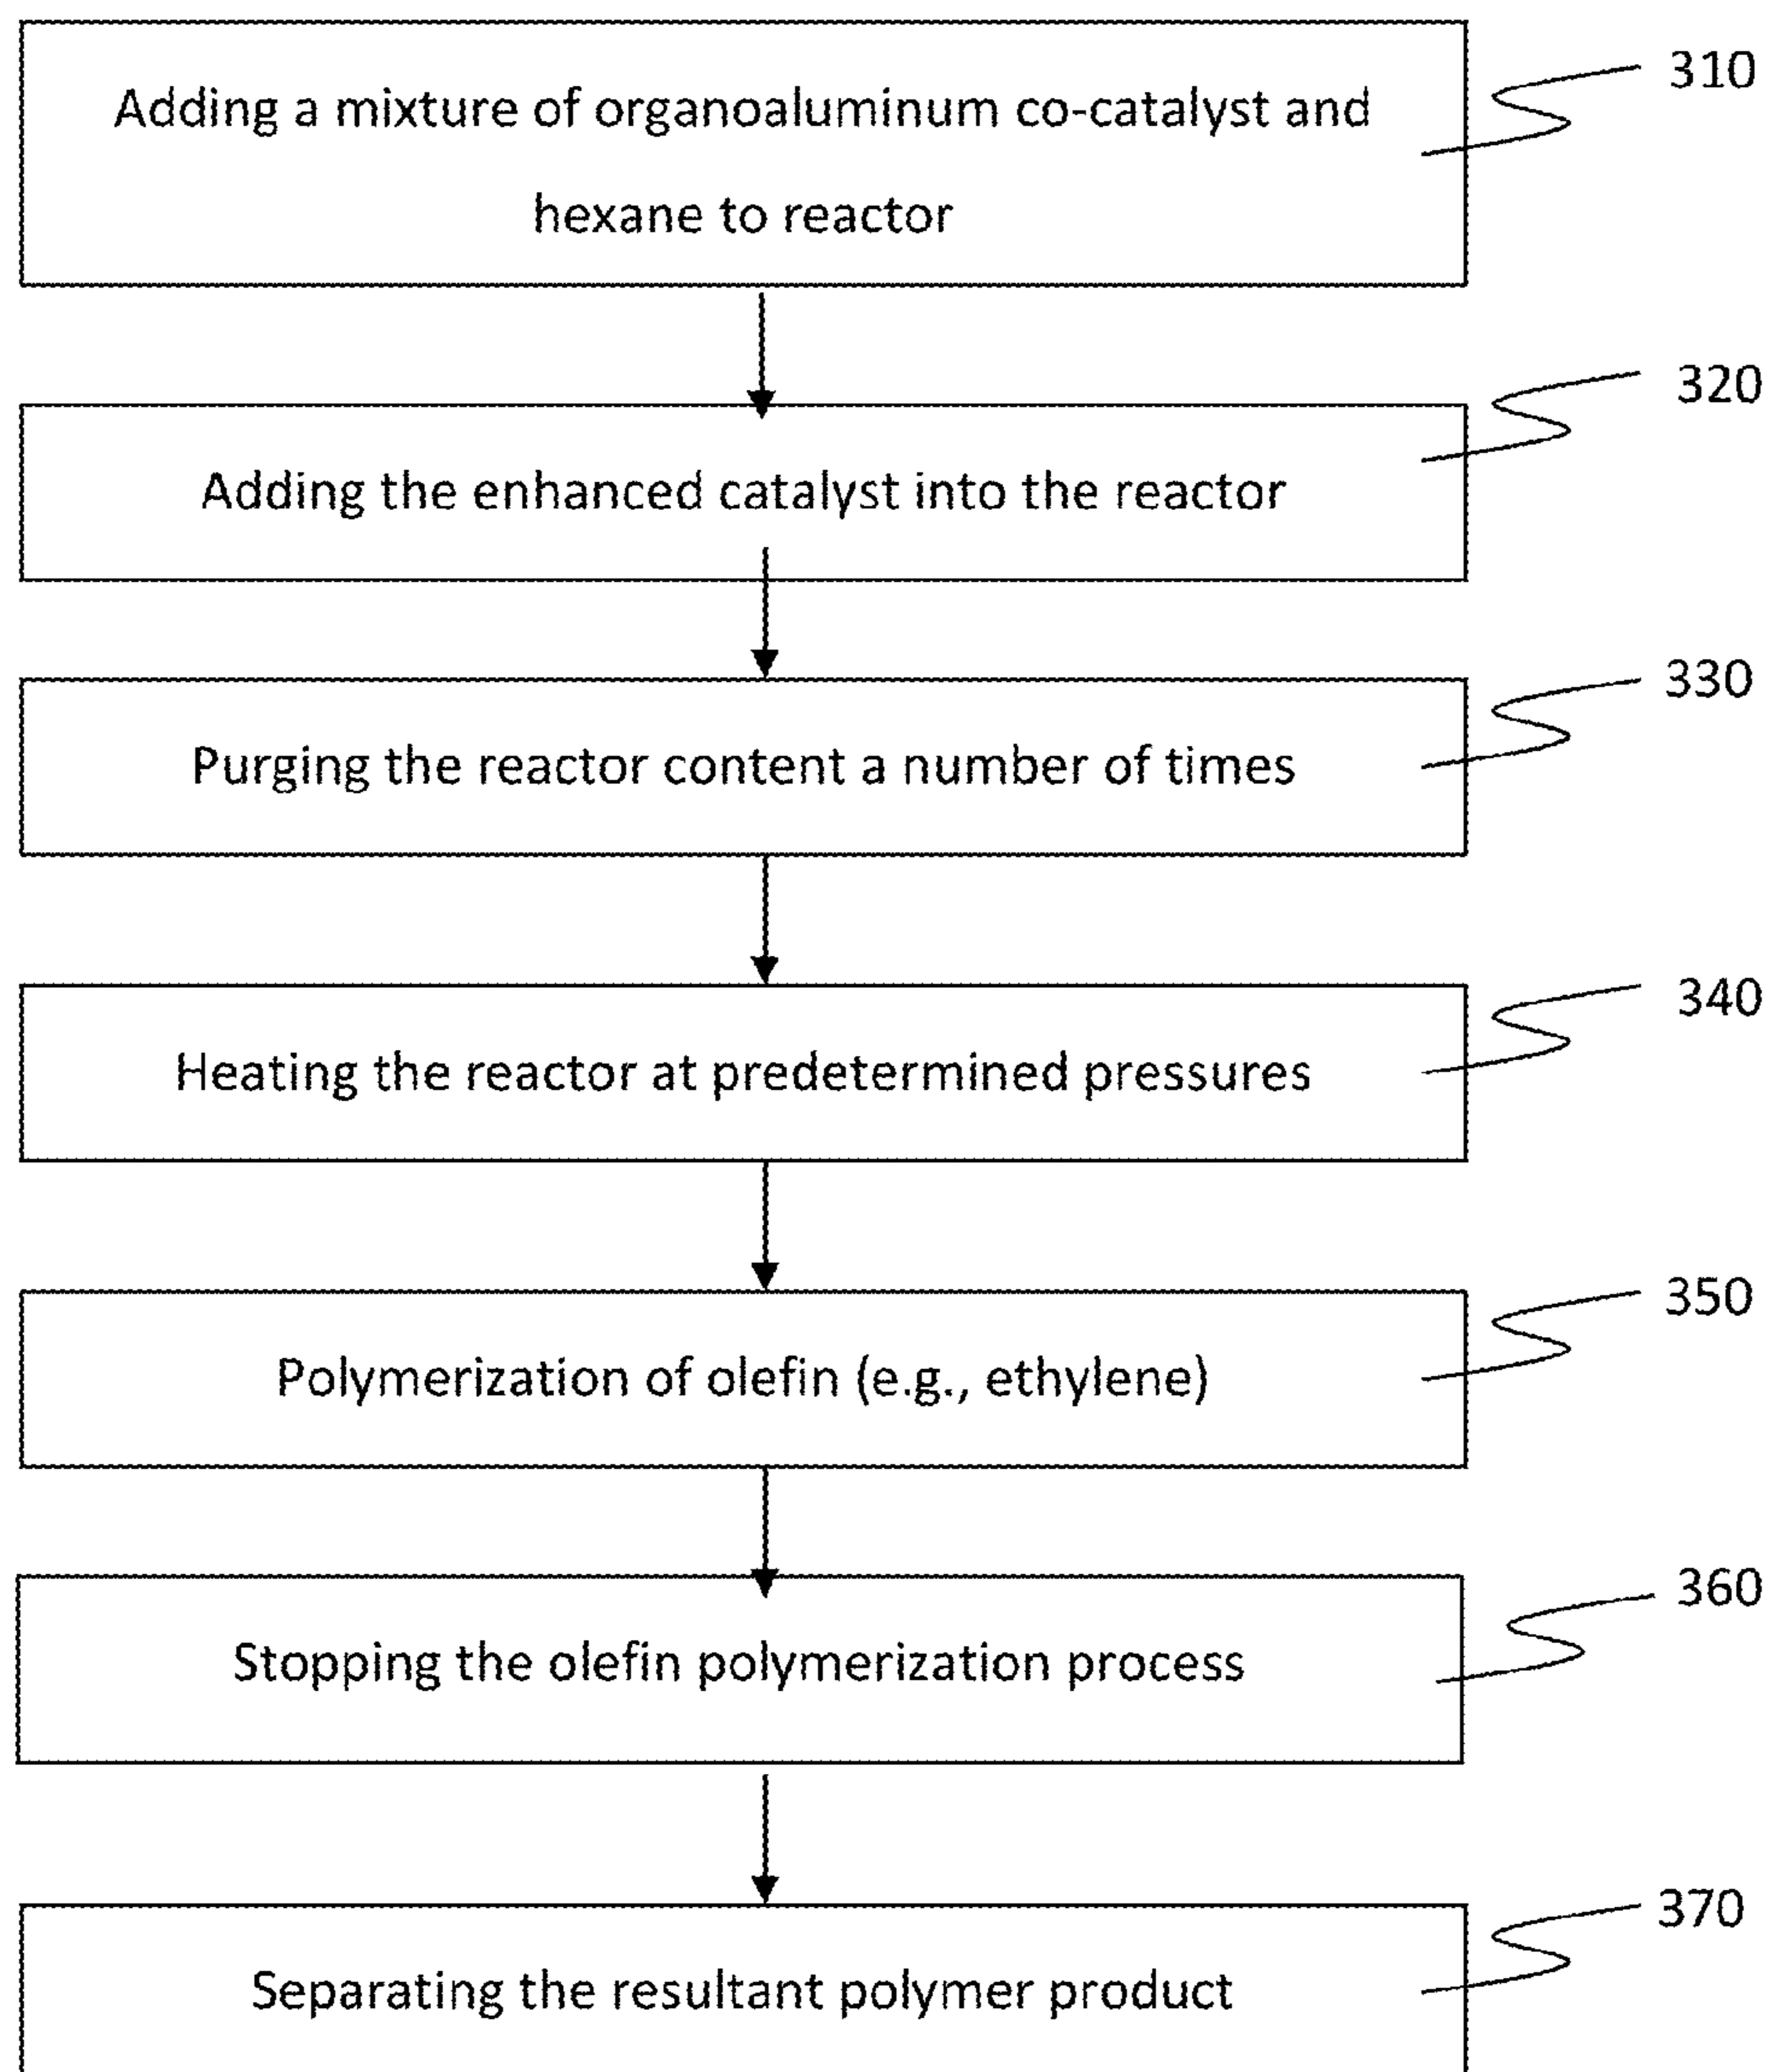 310
Adding a mixture of organoaluminum co-catalyst and
hexane to reactor
320
Adding the enhanced catalyst into the reactor
330
Purging the reactor content a number of times
340
Heating the reactor at predetermined pressures
350
Polymerization of olefin (e.g., ethylene)
360
Stopping the olefin polymerization process
370
Separating the resultant polymer product